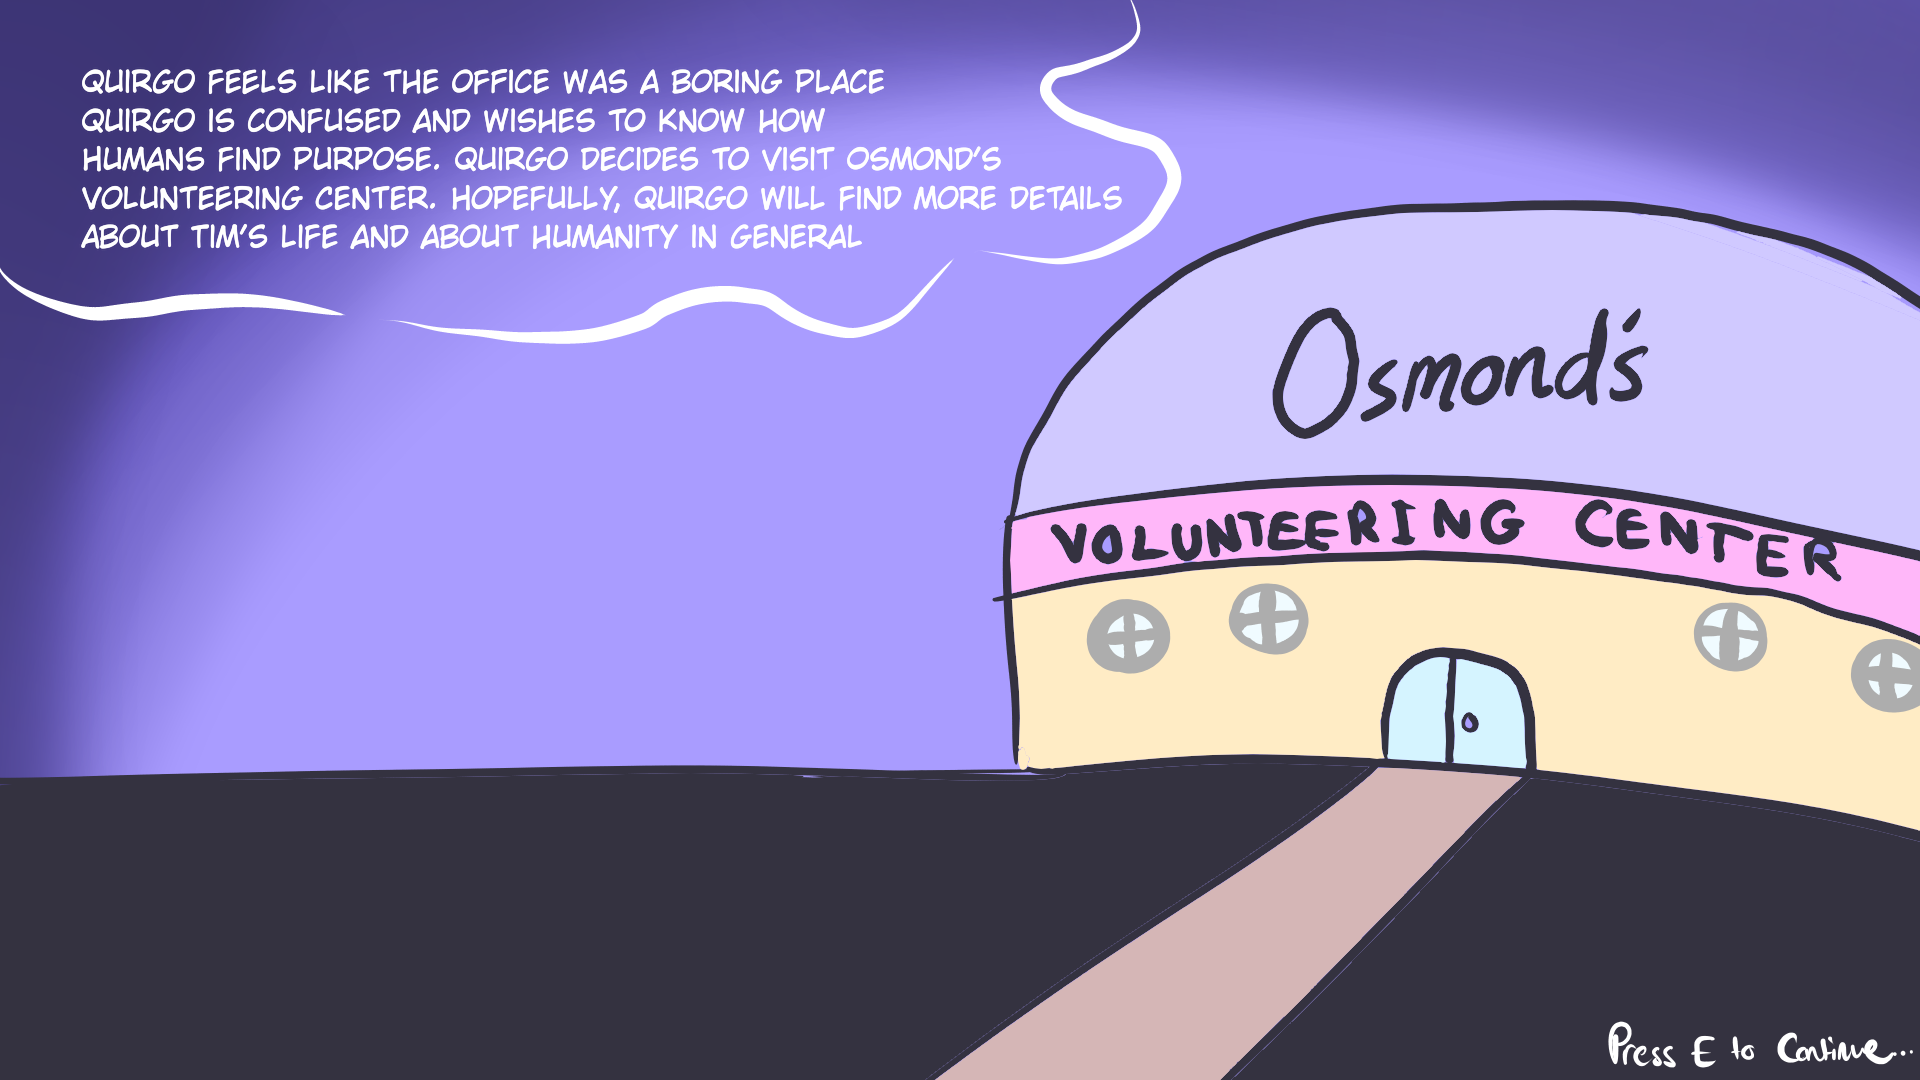 QUIRGO FEELS LIKE THE OFFICE WAS A BORING PLACE
QUIRGO IS CONFUSED AND WISHES TO KNOW HOW
HUMANS FIND PURPOSE. QUIRGO DECIDES TO VISIT OSMOND'S
VOLUNTEERING CENTER. HOPEFULLY, QUIRGO WILL FIND MORE DETAILS
ABOUT TIM'S LIFE AND ABOUT HUMANITY IN GENERAL
Osmond's
VOLUNTEERING CENTER
Press E to Continue...